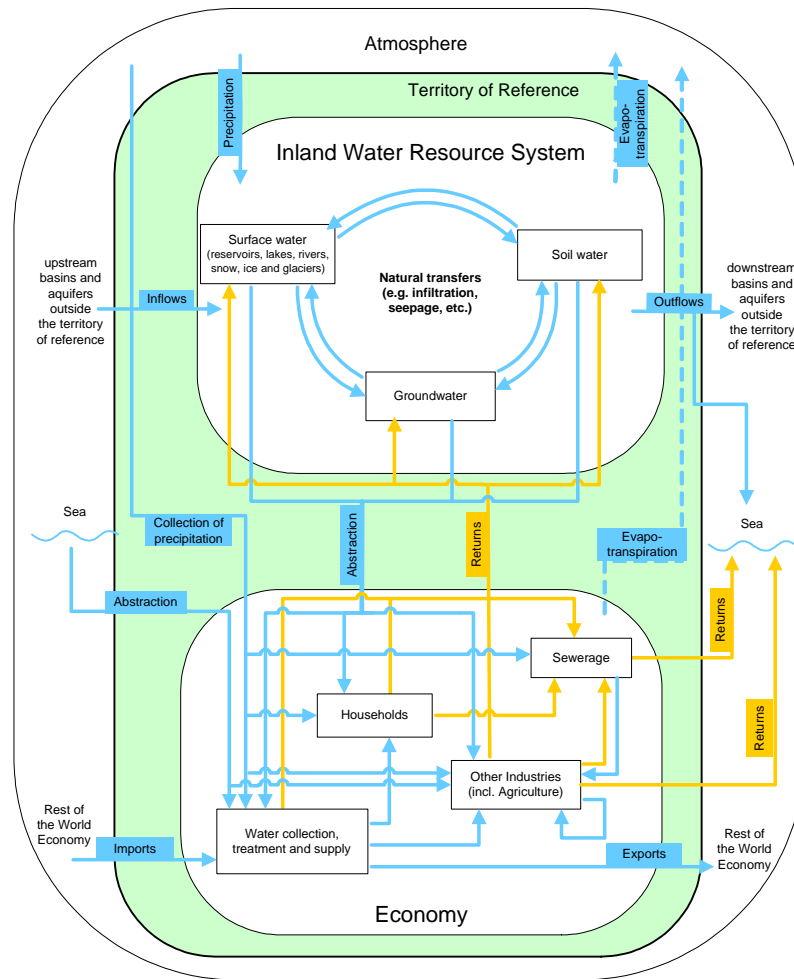 Atmosphere
Territory of Reference
Precipitation
Evapo-
transpiration
Inland Water Resource System
Surface water
(reservoirs, lakes, rivers,
snow, ice and glaciers)
Soil water
Natural transfers
(e.g. infiltration,
seepage, etc.)
upstream
basins and
aquifers
outside
the territory
of reference
Inflows
Outflows
downstream
basins and
aquifers
outside
the territory
of reference
Groundwater
Sea
Collection of
precipitation
Abstraction
Returns
Evapo-
transpiration
Sea
Abstraction
Sewerage
Returns
Households
Returns
Other Industries
(incl. Agriculture)
Rest of
the World
Economy
Imports
Water collection,
treatment and supply
Exports
Rest of
the World
Economy
Economy